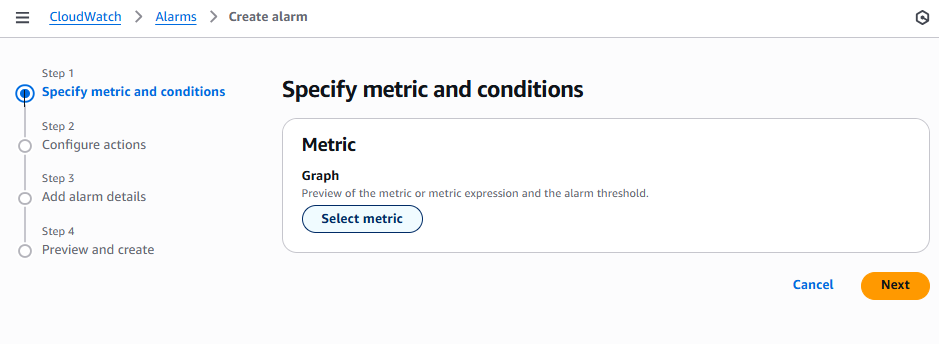 CloudWatch > Alarms > Create alarm
Step 1
Specify metric and conditions
Step 2
Configure actions
Step 3
Add alarm details
Step 4
Preview and create
Specify metric and conditions
Metric
Graph
Preview of the metric or metric expression and the alarm threshold.
Select metric
Cancel
Next